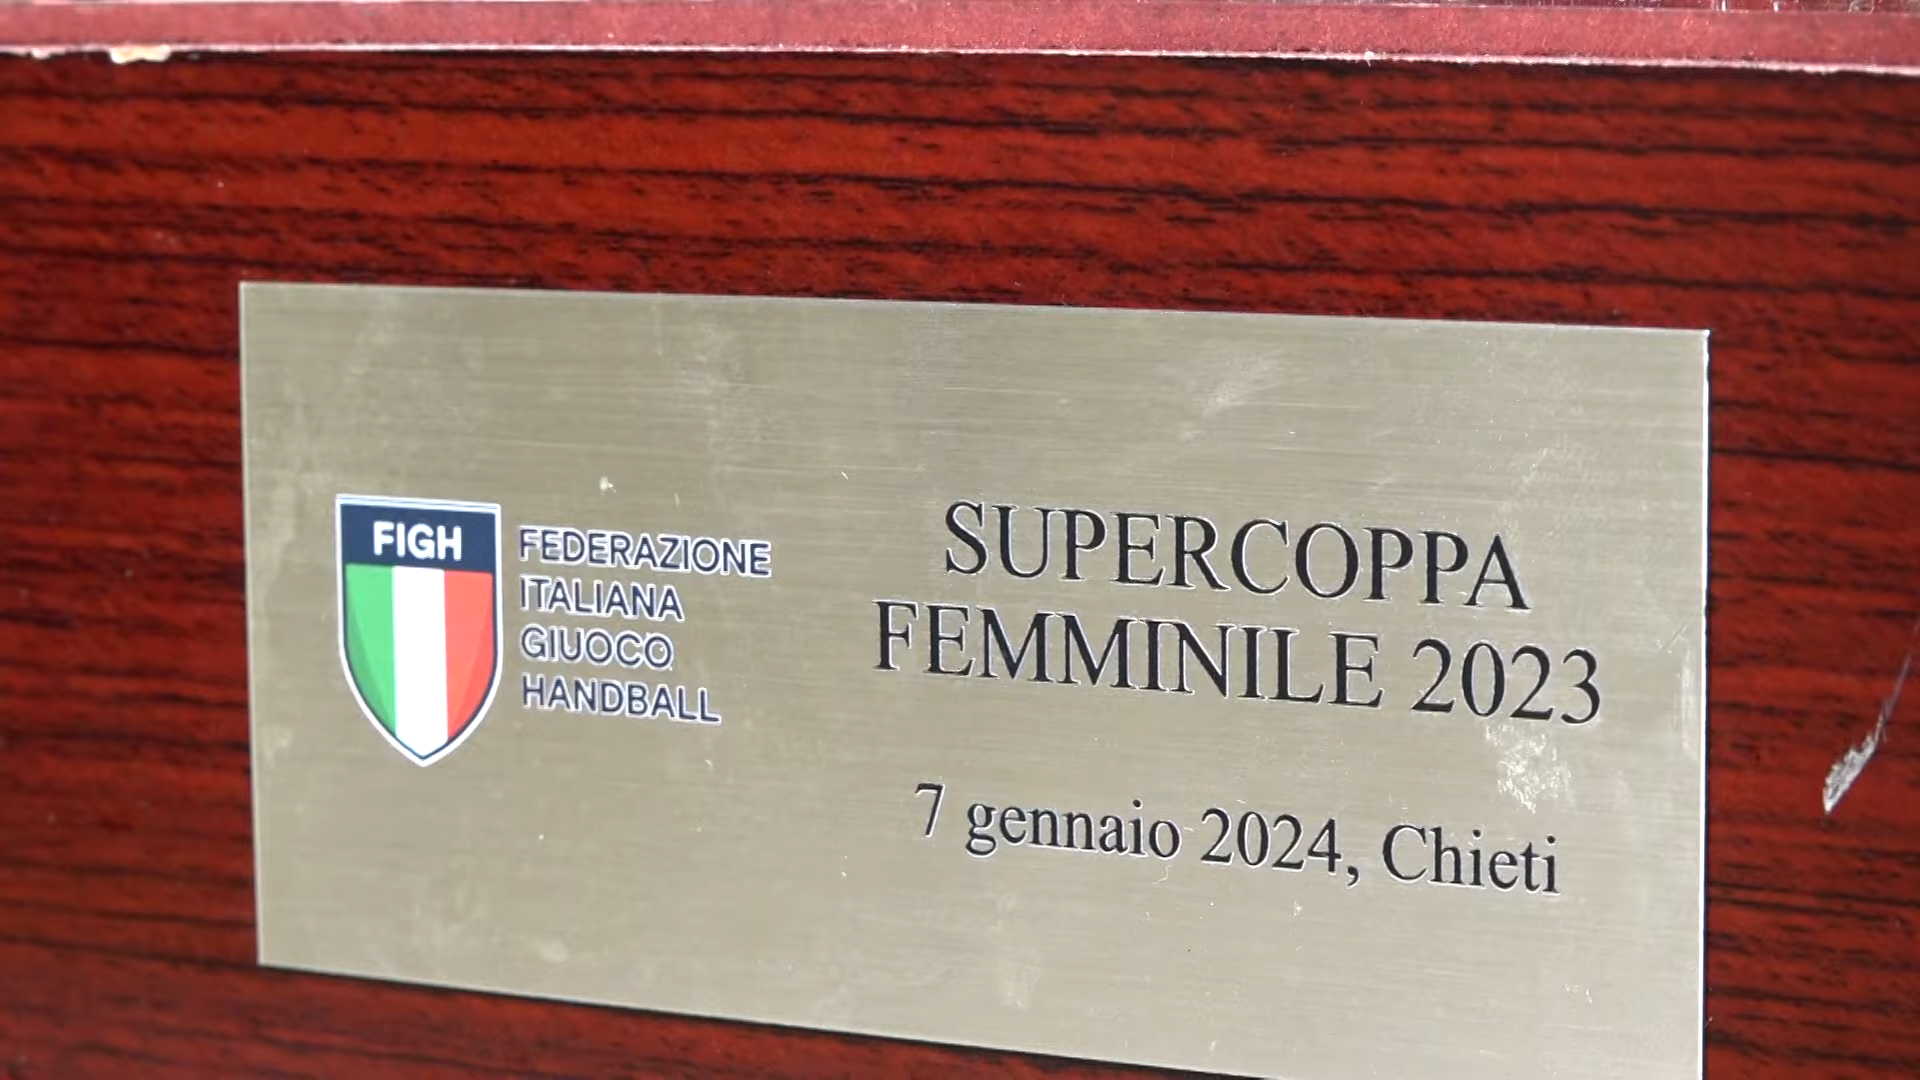 FIGH
FEDERAZIONE
ITALIANA
GIUOCO
HANDBALL
SUPERCOPPA
FEMMINILE 2023
7 gennaio 2024, Chieti